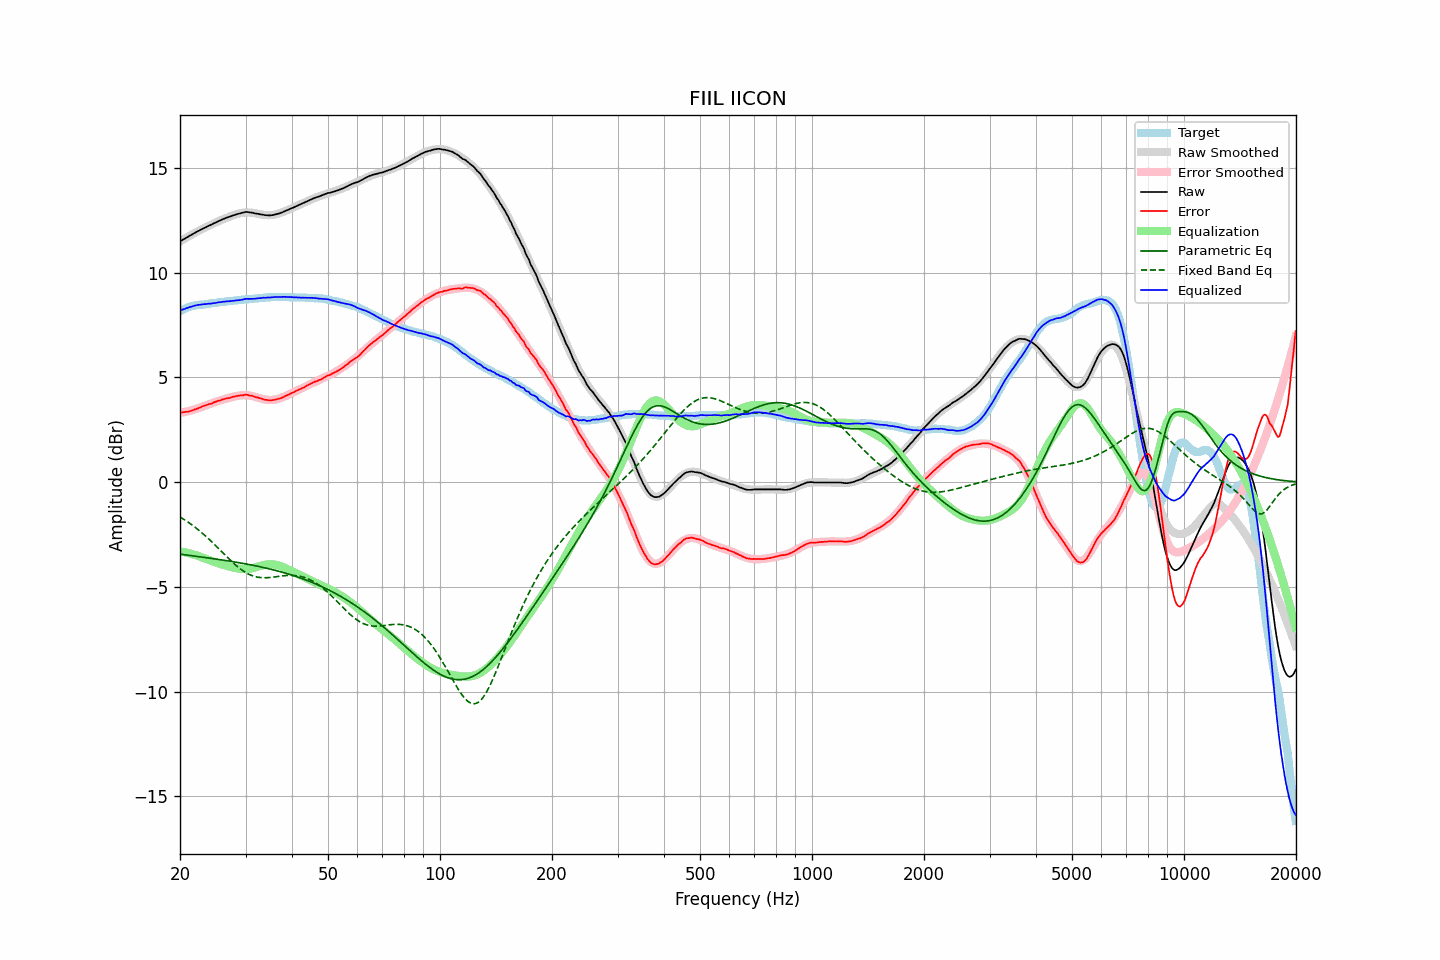 FIIL IICON
Target
Raw Smoothed
Error Smoothed
Raw
Error
Equalization
Parametric Eq
Fixed Band Eq
Equalized
Amplitude (dBr)
15
10
5
0
−5
−10
−15
20 50 100 200 500 1000 2000 5000 10000 20000
Frequency (Hz)